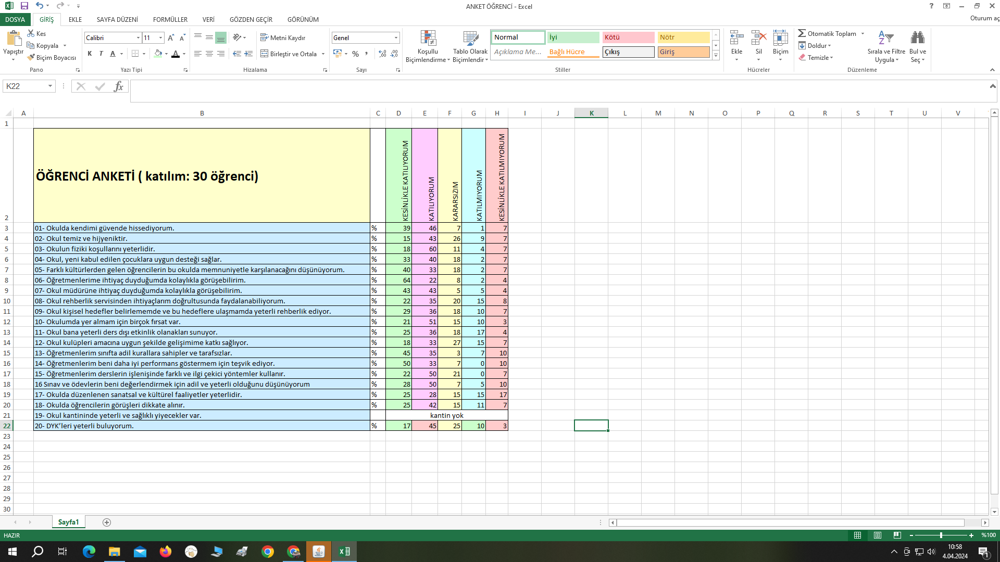 ANKET ÖĞRENCİ - Excel
DOSYA GİRİŞ EKLE SAYFA DÜZENİ FORMÜLLER VERİ GÖZDEN GEÇİR GÖRÜNÜM Oturum aç
Yapıştır Kes Kopyala Biçim Boyacısı
Calibri 11 K T A
Metni Kaydır Birleştir ve Ortala
Genel %
Koşullu Biçimlendirme Tablo Olarak Biçimlendir
Normal İyi Kötü Nötr
Açıklama Me... Bağlı Hücre Çıkış Giriş
Ekle Sil Biçim
Otomatik Toplam Doldur Temizle
Sırala ve Filtre Uygula Bul ve Seç
Pano Yazı Tipi Hizalama Sayı Stiller Hücreler Düzenleme
K22 fx
A B C D E F G H I J K L M N O P Q R S T U V
1
2 ÖĞRENCİ ANKETİ ( katılım: 30 öğrenci) KESİNLİKLE KATILIYORUM KATILIYORUM KARARSIZIM KATILMIYORUM KESİNLİKLE KATILMIYORUM
3 01- Okulda kendimi güvende hissediyorum. % 39 46 7 1 7
4 02- Okul temiz ve hijyeniktir. % 15 43 26 9 7
5 03- Okulun fiziki koşullarını yeterlidir. % 18 60 11 4 7
6 04- Okul, yeni kabul edilen çocuklara uygun desteği sağlar. % 33 40 18 2 7
7 05- Farklı kültürlerden gelen öğrencilerin bu okulda memnuniyetle karşılanacağını düşünüyorum. % 40 33 18 2 7
8 06- Öğretmenlerime ihtiyaç duyduğumda kolaylıkla görüşebilirim. % 64 22 8 2 4
9 07- Okul müdürüne ihtiyaç duyduğumda kolaylıkla görüşebilirim. % 43 43 5 5 4
10 08- Okul rehberlik servisinden ihtiyaçlarım doğrultusunda faydalanabiliyorum. % 22 35 20 15 8
11 09- Okul kişisel hedefler belirlememde ve bu hedeflere ulaşmamda yeterli rehberlik ediyor. % 29 36 18 10 7
12 10- Okulumda yer almam için birçok fırsat var. % 21 51 15 10 3
13 11- Okul bana yeterli ders dışı etkinlik olanakları sunuyor. % 25 36 18 17 4
14 12- Okul kulüpleri amacına uygun şekilde gelişimime katkı sağlıyor. % 18 33 27 15 7
15 13- Öğretmenlerim sınıfta adil kurallara sahipler ve tarafsızlar. % 45 35 3 7 10
16 14- Öğretmenlerim beni daha iyi performans göstermem için teşvik ediyor. % 50 33 7 0 10
17 15- Öğretmenlerim derslerin işlenişinde farklı ve ilgi çekici yöntemler kullanır. % 22 50 21 0 7
18 16 Sınav ve ödevlerin beni değerlendirmek için adil ve yeterli olduğunu düşünüyorum % 28 50 7 5 10
19 17- Okulda düzenlenen sanatsal ve kültürel faaliyetler yeterlidir. % 25 28 15 15 17
20 18- Okulda öğrencilerin görüşleri dikkate alınır. % 25 42 15 11 7
21 19- Okul kantininde yeterli ve sağlıklı yiyecekler var. kantin yok
22 20- DYK’leri yeterli buluyorum. % 17 45 25 10 3
23
24
25
26
27
28
29
30
Sayfa1
HAZIR %100
10:58
4.04.2024
1